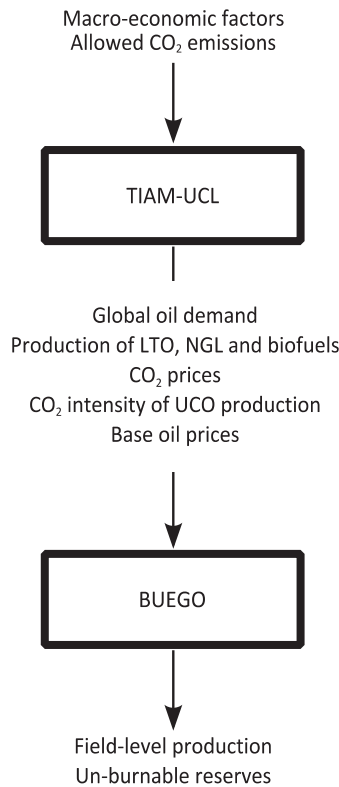 Macro-economic factors
Allowed CO₂ emissions
TIAM-UCL
Global oil demand
Production of LTO, NGL and biofuels
CO₂ prices
CO₂ intensity of UCO production
Base oil prices
BUEGO
Field-level production
Un-burnable reserves